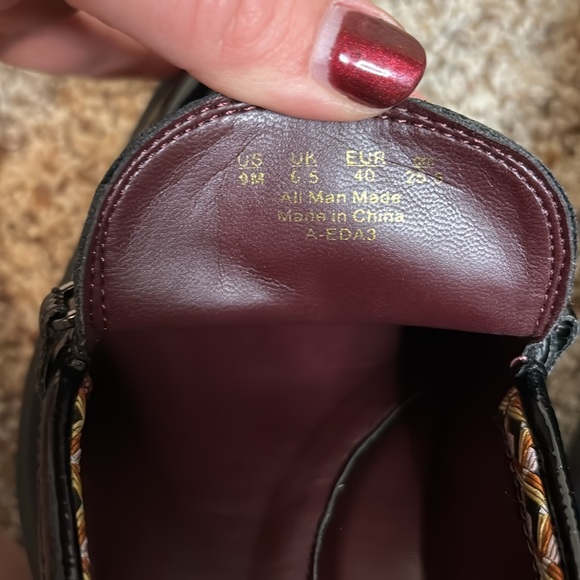 US UK EUR
9M 6.5 40 25.5
All Man Made
Made in China
A-EDA3